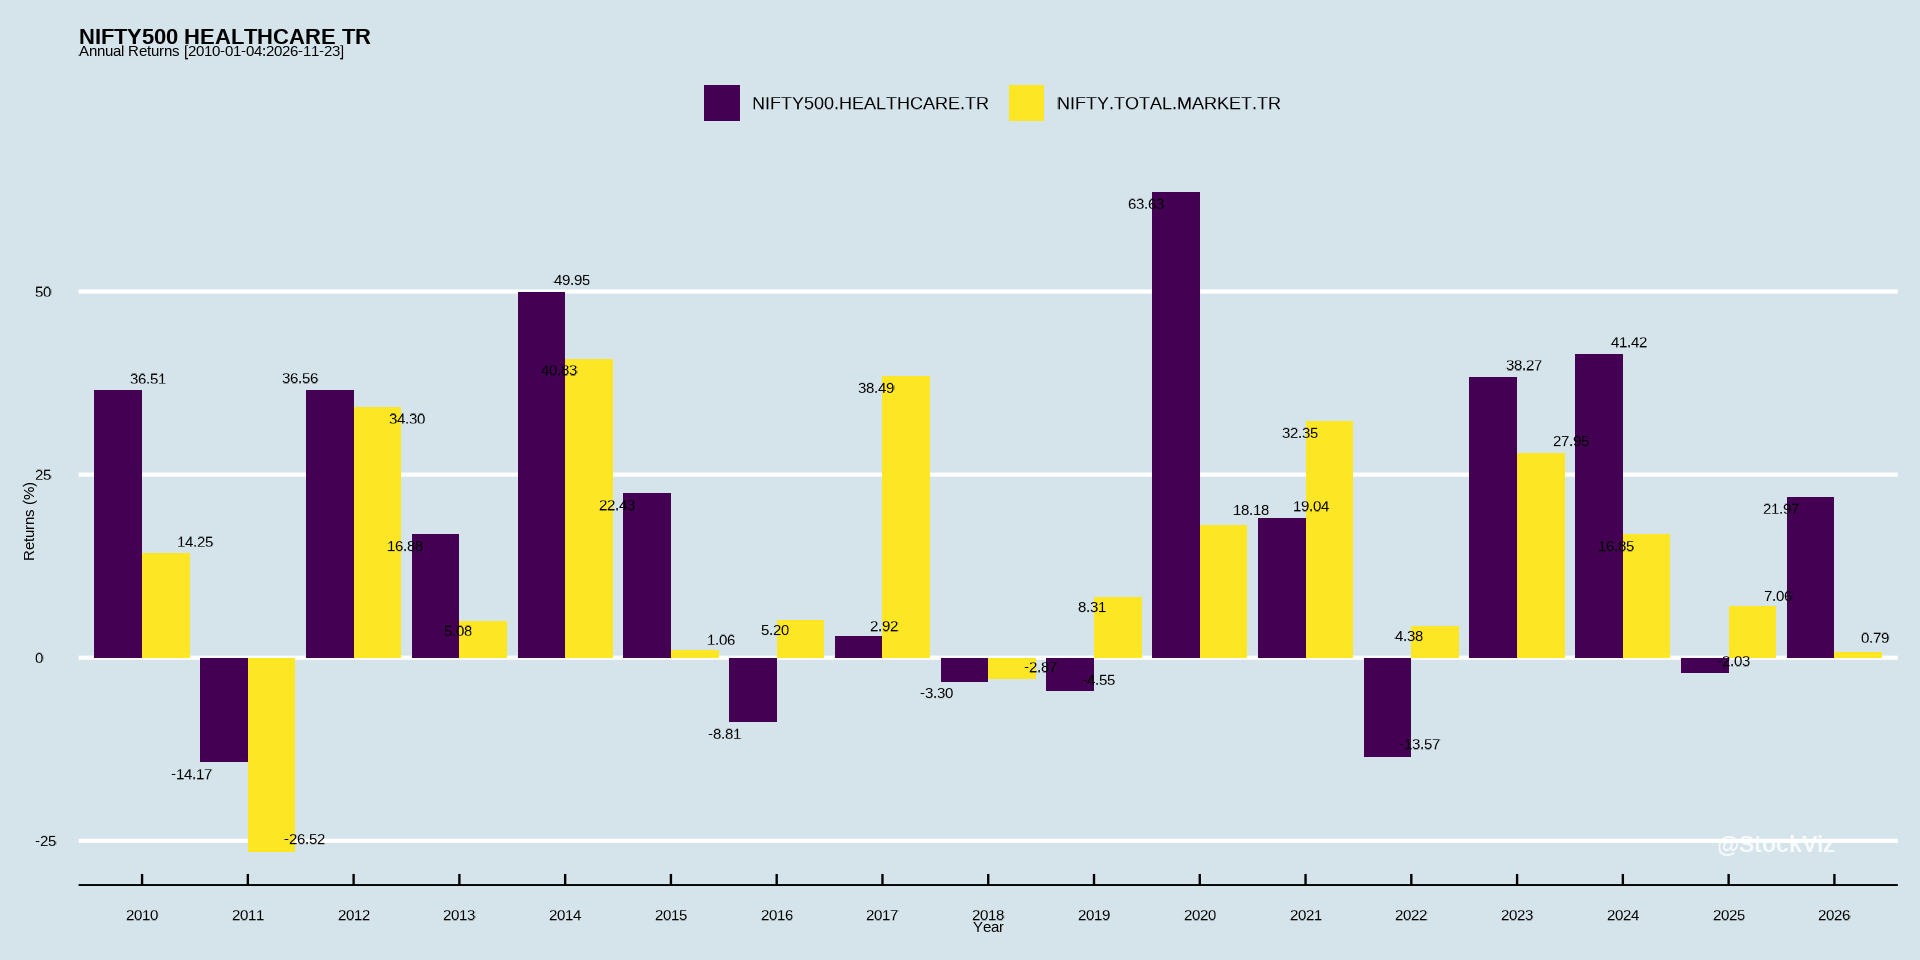 NIFTY500 HEALTHCARE TR
Annual Returns [2010-01-04:2026-11-23]
NIFTY500.HEALTHCARE.TR NIFTY.TOTAL.MARKET.TR
63.63
49.95
50
41.42
36.51 36.56 40.83 38.49 38.27
34.30 32.35 27.95
25
22.43 18.18 19.04 21.97
14.25 16.88 16.85
5.08 1.06 5.20 2.92 8.31 4.38 7.06 0.79
0
-2.87 -2.03
-3.30 -4.55
-8.81 -13.57
-14.17
-26.52
-25
@StockViz
Returns (%)
2010 2011 2012 2013 2014 2015 2016 2017 2018 2019 2020 2021 2022 2023 2024 2025 2026
Year